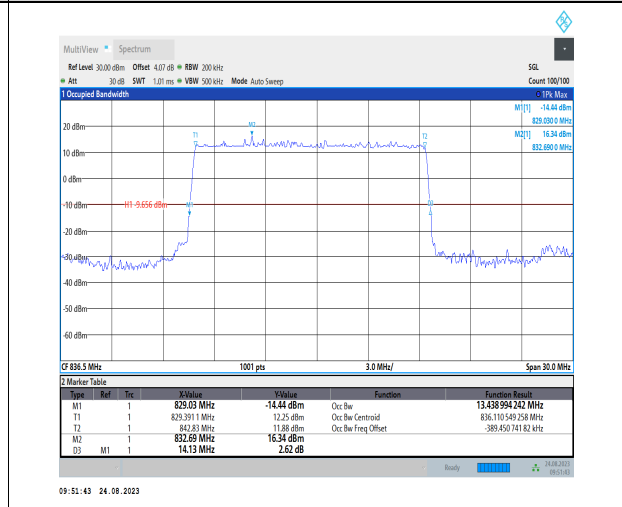 MultiView Spectrum
Ref Level 30.00 dBm Offset 4.07 dB RBW 200 kHz SGL
Att 30 dB SWT 1.01 ms VBW 500 kHz Mode Auto Sweep Count 100/100
1 Occupied Bandwidth 1Pk Max
M1[1] -14.44 dBm
829.0300 MHz
M2[1] 16.34 dBm
832.6900 MHz
20 dBm
10 dBm
0 dBm
-10 dBm
-20 dBm
-30 dBm
-40 dBm
-50 dBm
-60 dBm
T1
M2
T2
H1 -9.656 dBm
M1
D3
CF 836.5 MHz 1001 pts 3.0 MHz/ Span 30.0 MHz
2 Marker Table
Type Ref Trc X-Value Y-Value Function Function Result
M1 1 829.03 MHz -14.44 dBm Occ Bw 13.438 994 242 MHz
T1 1 829.3911 MHz 12.25 dBm Occ Bw Centroid 836.110 549 258 MHz
T2 1 842.83 MHz 11.88 dBm Occ Bw Freq Offset -389.450 741 82 kHz
M2 1 832.69 MHz 16.34 dBm
D3 M1 1 14.13 MHz 2.62 dB
Ready 24.08.2023
09:51:43
09:51:43 24.08.2023